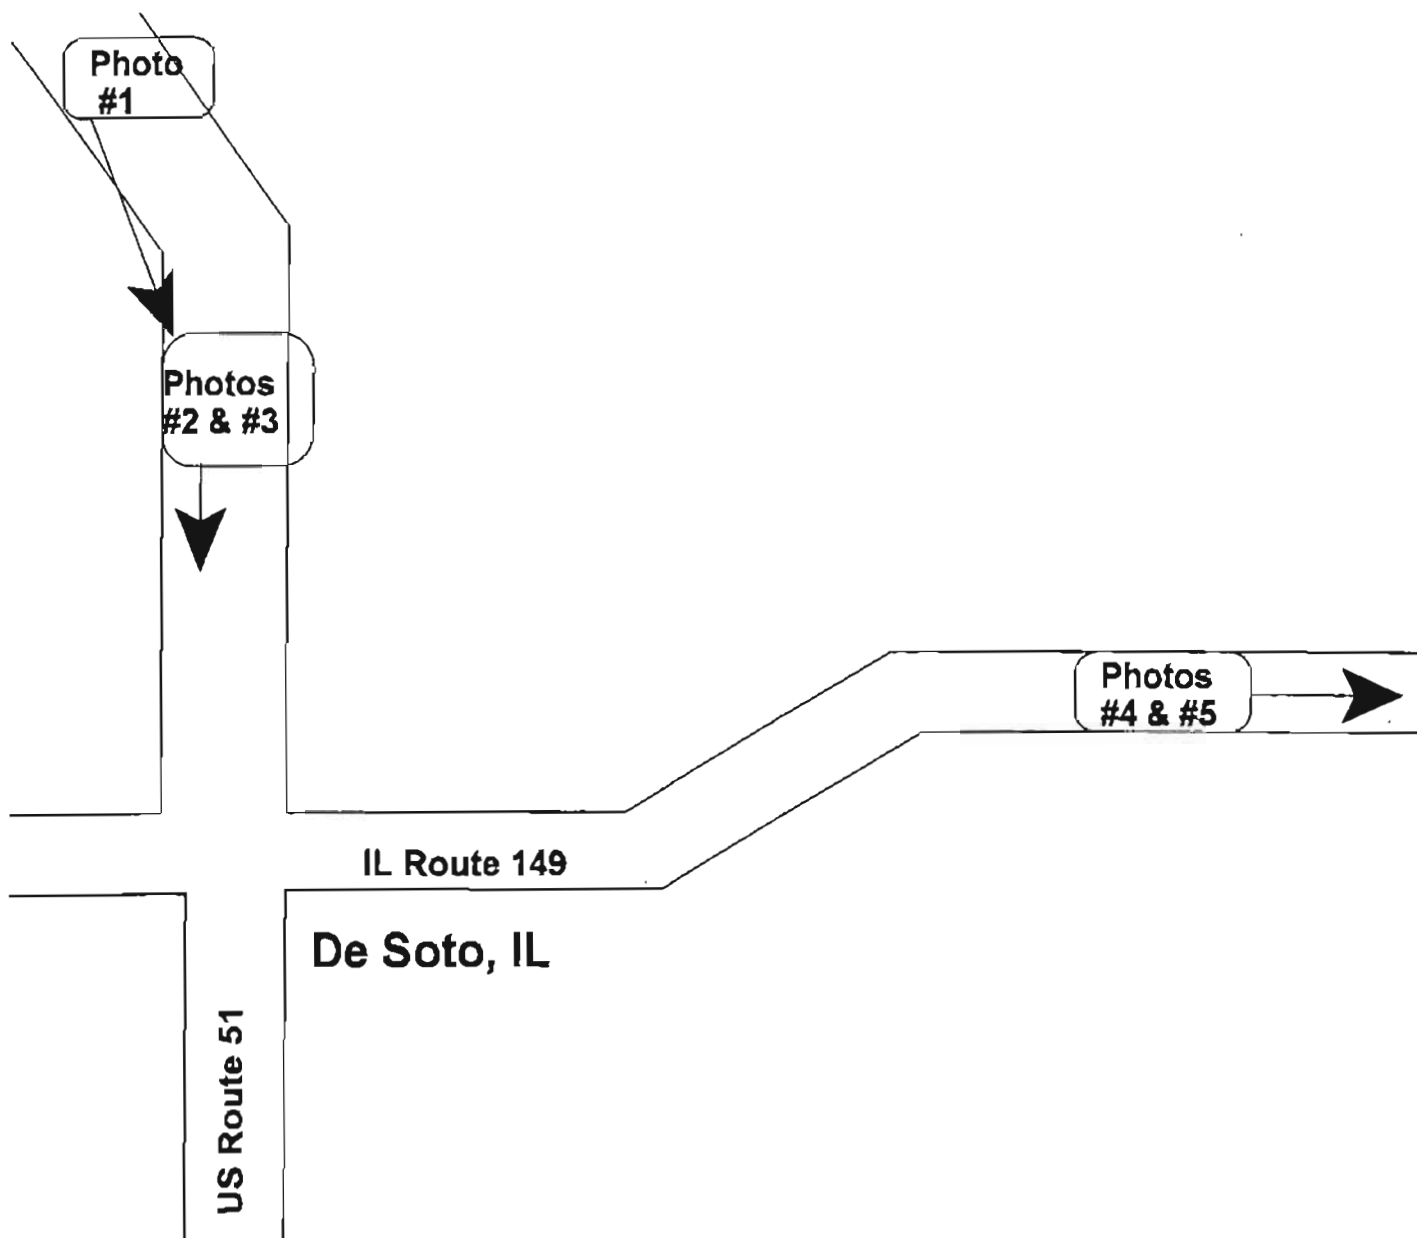 Photo
#1
Photos
#2 & #3
Photos
#4 & #5
IL Route 149
De Soto, IL
US Route 51